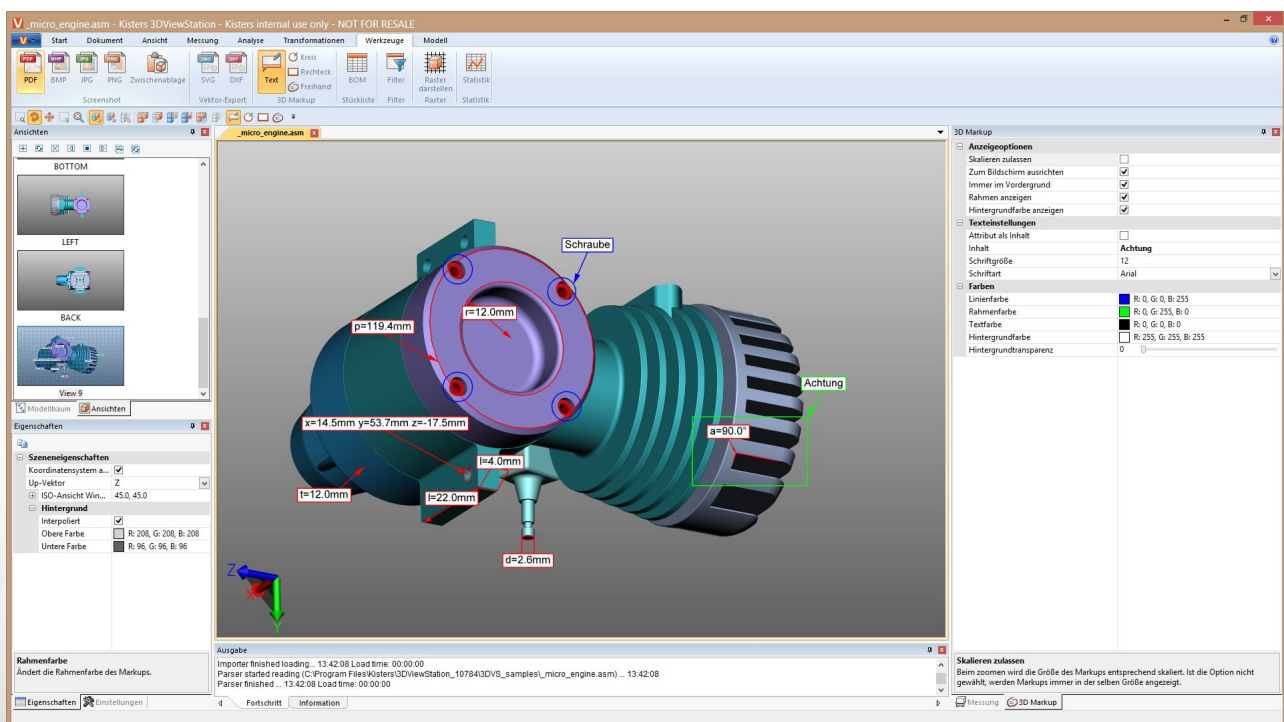 _micro_engine.asm - Kisters 3DViewStation - Kisters internal use only - NOT FOR RESALE
Start Dokument Ansicht Messung Analyse Transformationen Werkzeuge Modell
PDF BMP JPG PNG Zwischenablage SVG DXF Text Kreis Rechteck Freihand BOM Filter Raster darstellen Statistik
Screenshot Vektor-Export 3D Markup Stückliste Filter Raster Statistik
Ansichten
BOTTOM
LEFT
BACK
View 9
Modellbaum Ansichten
Eigenschaften
Szeneneigenschaften
Koordinatensystem a...
Up-Vektor Z
ISO-Ansicht Win... 45.0, 45.0
Hintergrund
Interpoliert
Obere Farbe R: 208, G: 208, B: 208
Untere Farbe R: 96, G: 96, B: 96
Rahmenfarbe
Ändert die Rahmenfarbe des Markups.
Eigenschaften Einstellungen
_micro_engine.asm
Schraube
r=12.0mm
p=119.4mm
Achtung
x=14.5mm y=53.7mm z=-17.5mm
a=90.0°
l=4.0mm
t=12.0mm
l=22.0mm
d=2.6mm
Z
X
Y
Ausgabe
Importer finished loading... 13:42:08 Load time: 00:00:00
Parser started reading (C:\Program Files\Kisters\3DViewStation_10784\3DVS_samples\_micro_engine.asm) ... 13:42:08
Parser finished ... 13:42:08 Load time: 00:00:00
Fortschritt Information
3D Markup
Anzeigeoptionen
Skalieren zulassen
Zum Bildschirm ausrichten
Immer im Vordergrund
Rahmen anzeigen
Hintergrundfarbe anzeigen
Texteinstellungen
Attribut als Inhalt
Inhalt Achtung
Schriftgröße 12
Schriftart Arial
Farben
Linienfarbe R: 0, G: 0, B: 255
Rahmenfarbe R: 0, G: 255, B: 0
Textfarbe R: 0, G: 0, B: 0
Hintergrundfarbe R: 255, G: 255, B: 255
Hintergrundtransparenz 0
Skalieren zulassen
Beim zoomen wird die Größe des Markups entsprechend skaliert. Ist die Option nicht
gewählt, werden Markups immer in der selben Größe angezeigt.
Messung 3D Markup